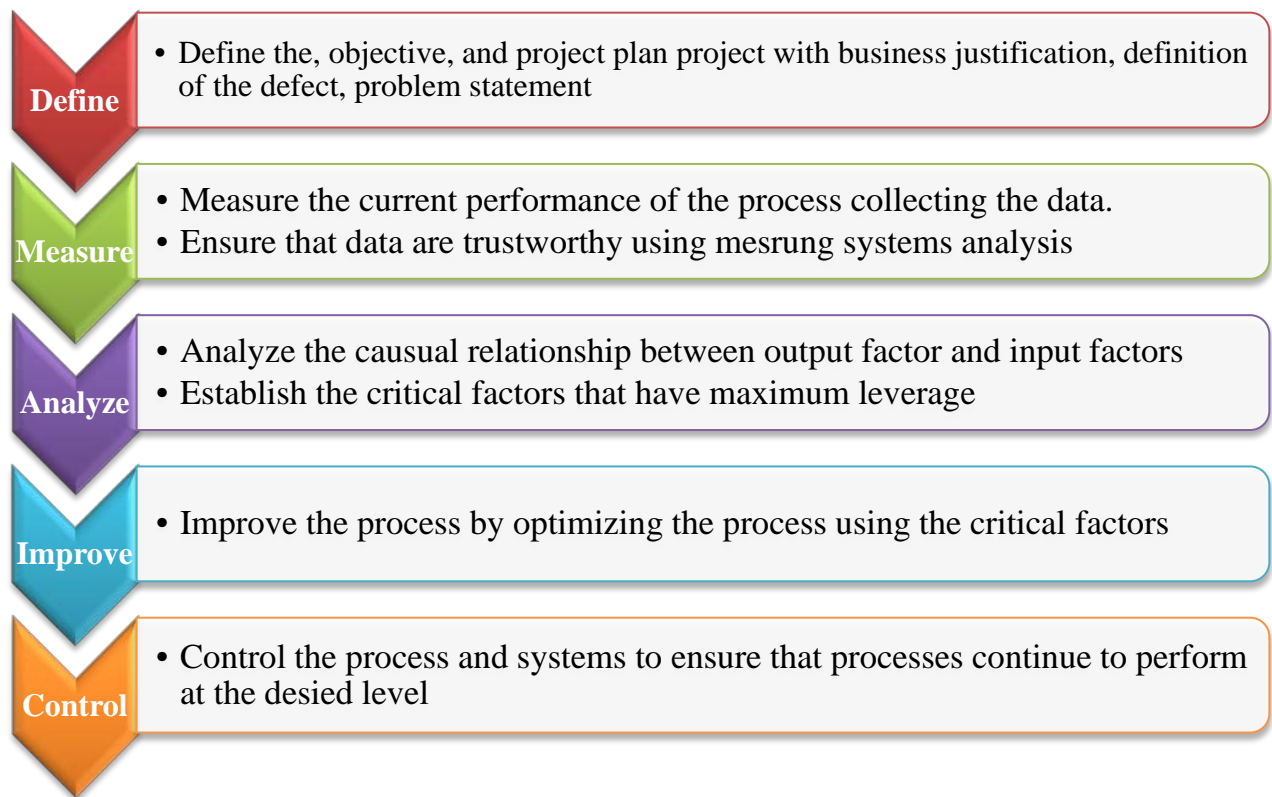 Define
• Define the, objective, and project plan project with business justification, definition
of the defect, problem statement
Measure
• Measure the current performance of the process collecting the data.
• Ensure that data are trustworthy using mesrung systems analysis
Analyze
• Analyze the causual relationship between output factor and input factors
• Establish the critical factors that have maximum leverage
Improve
• Improve the process by optimizing the process using the critical factors
Control
• Control the process and systems to ensure that processes continue to perform
at the desied level